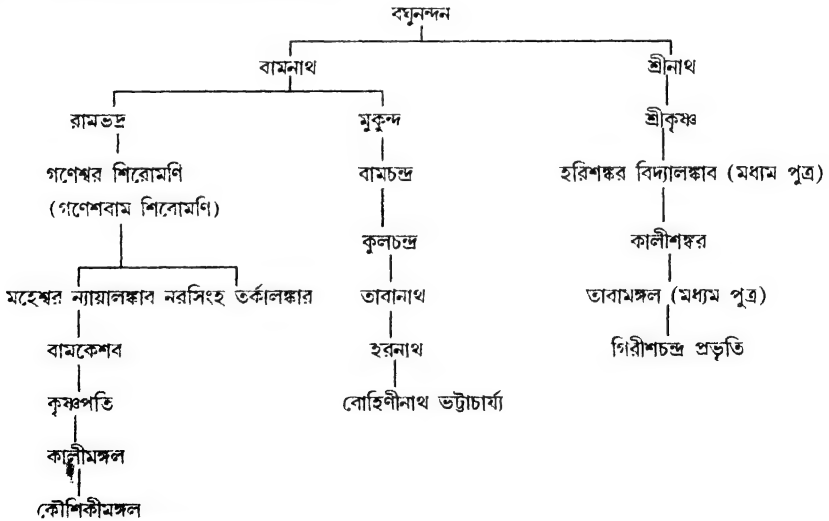 বঘুনন্দন
বামনাথ শ্রীনাথ
রামভদ্র মুকুন্দ শ্রীকৃষ্ণ
গণেশ্বর শিরোমণি বামচন্দ্র হরিশঙ্কর বিদ্যালঙ্কাব (মধ্যম পুত্র)
(গণেশবাম শিবোমণি)
কুলচন্দ্র কালীশঙ্কর
মহেশ্বর ন্যায়ালঙ্কাব নরসিংহ তর্কালঙ্কার তাবানাথ তাবামঙ্গল (মধ্যম পুত্র)
বামকেশব হরনাথ গিরীশচন্দ্র প্রভৃতি
কৃষ্ণপতি বোহিণীনাথ ভট্টাচার্য্য
কালীমঙ্গল
কৌশিকীমঙ্গল